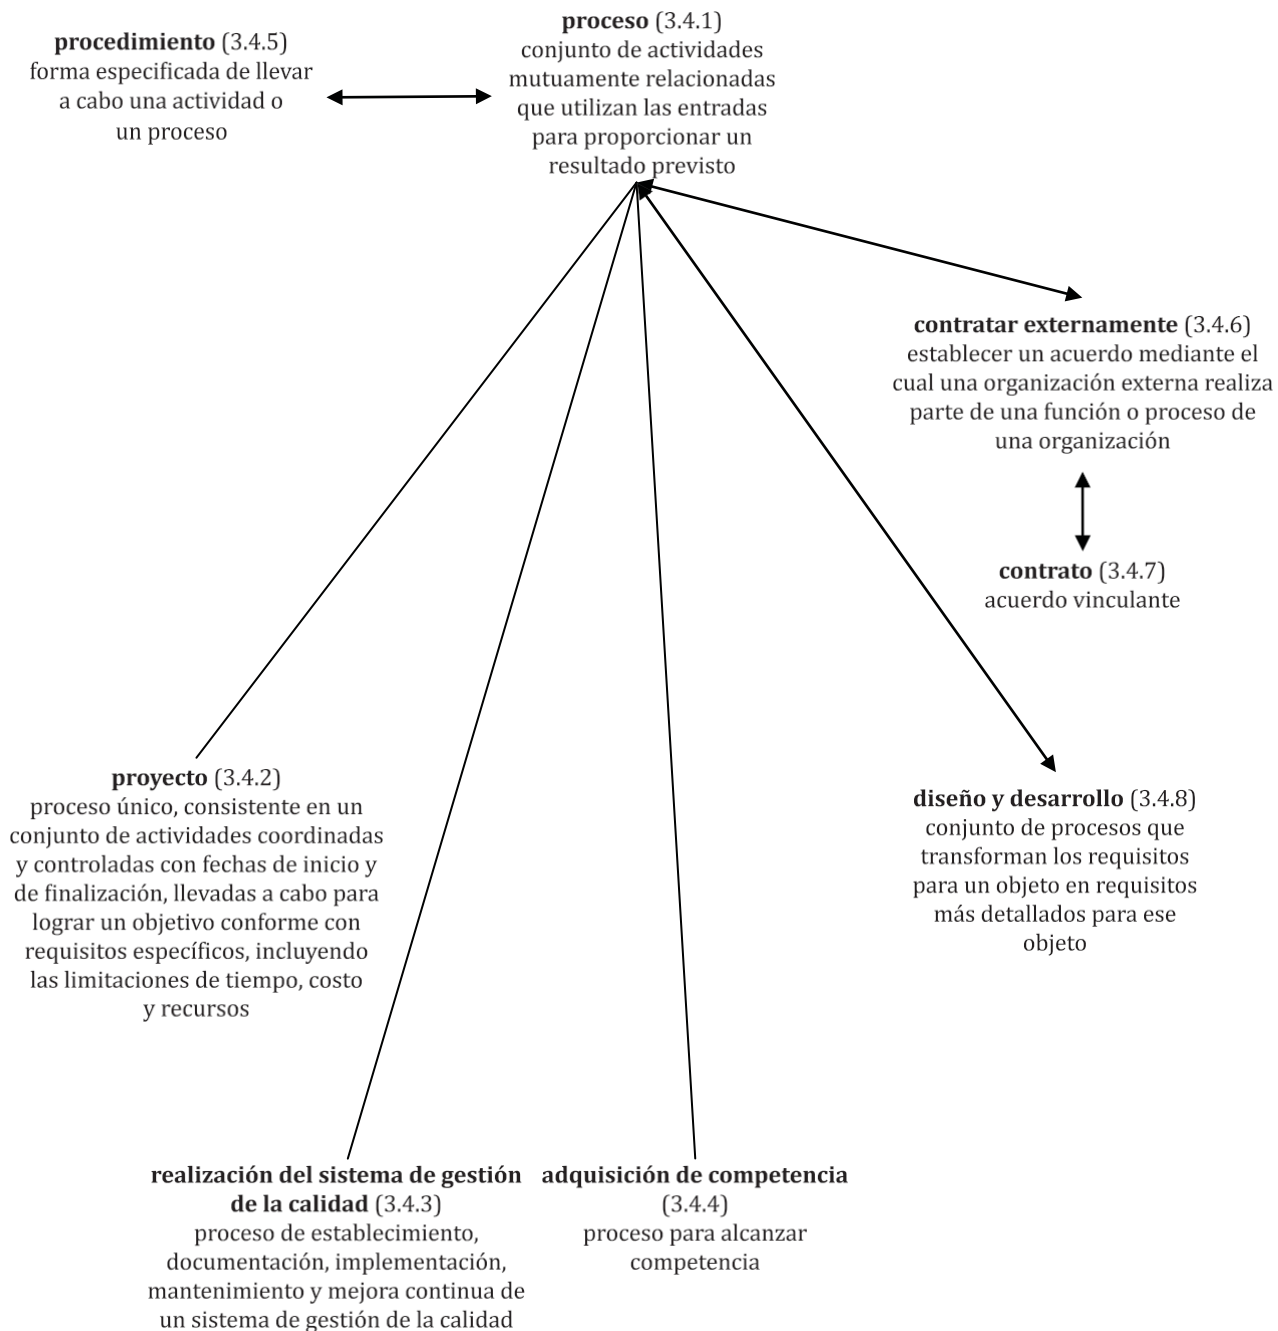 proceso (3.4.1)
conjunto de actividades
mutuamente relacionadas
que utilizan las entradas
para proporcionar un
resultado previsto
procedimiento (3.4.5)
forma especificada de llevar
a cabo una actividad o
un proceso
contratar externamente (3.4.6)
establecer un acuerdo mediante el
cual una organización externa realiza
parte de una función o proceso de
una organización
contrato (3.4.7)
acuerdo vinculante
proyecto (3.4.2)
proceso único, consistente en un
conjunto de actividades coordinadas
y controladas con fechas de inicio y
de finalización, llevadas a cabo para
lograr un objetivo conforme con
requisitos específicos, incluyendo
las limitaciones de tiempo, costo
y recursos
diseño y desarrollo (3.4.8)
conjunto de procesos que
transforman los requisitos
para un objeto en requisitos
más detallados para ese
objeto
realización del sistema de gestión
de la calidad (3.4.3)
proceso de establecimiento,
documentación, implementación,
mantenimiento y mejora continua de
un sistema de gestión de la calidad
adquisición de competencia
(3.4.4)
proceso para alcanzar
competencia